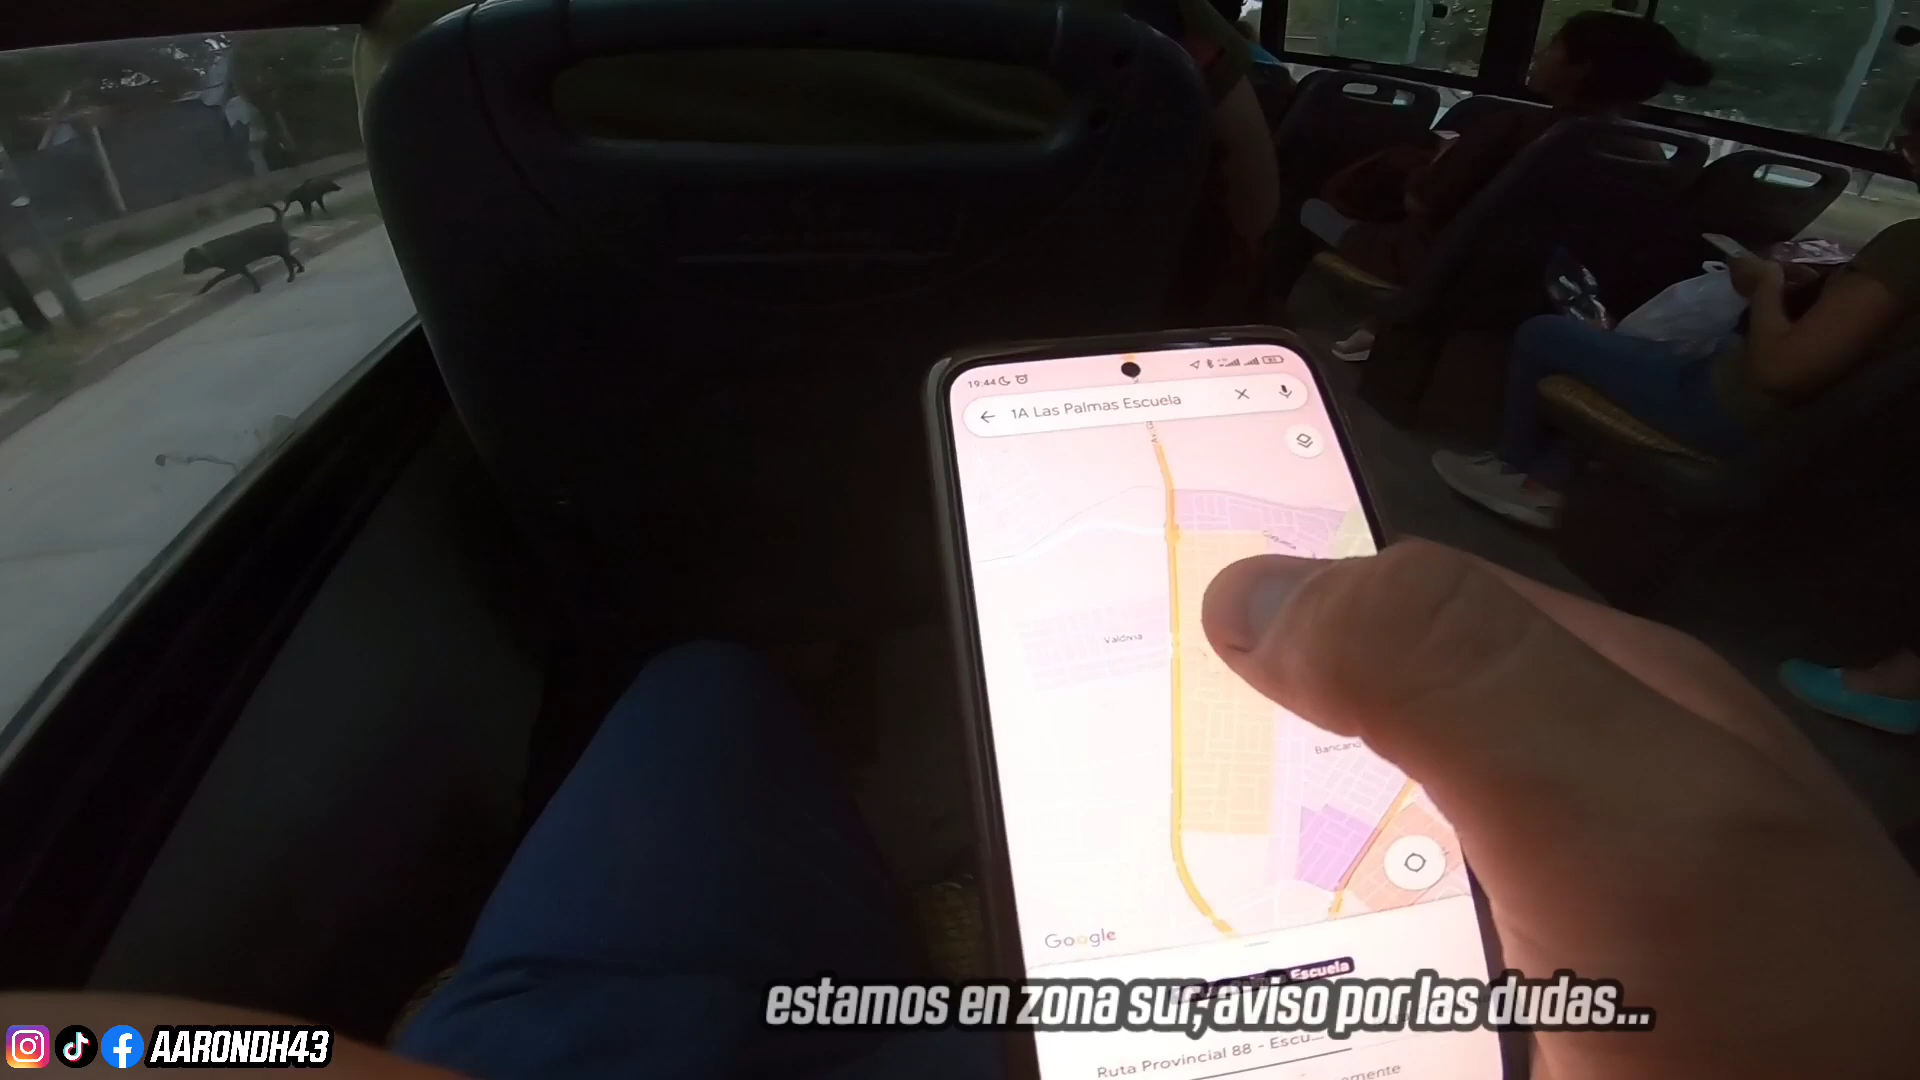 19:44
1A Las Palmas Escuela
Valdivia
Bancario
Google
Escuela
estamos en zona sur, aviso por las dudas...
Ruta Provincial 88 - Escu...
AARONDH43